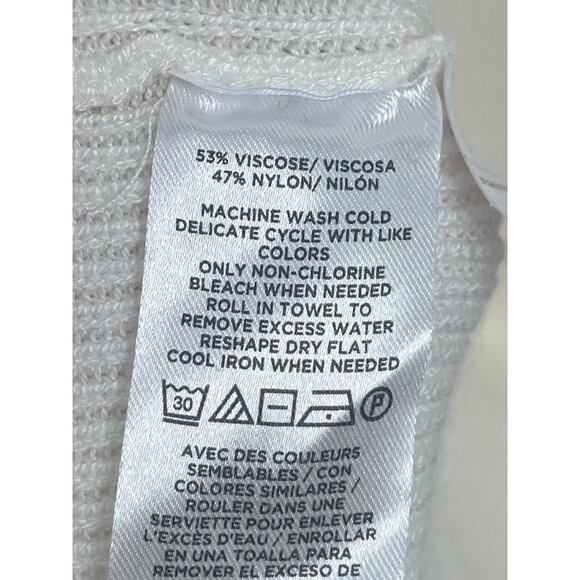 53% VISCOSE/ VISCOSA
47% NYLON/ NILÓN
MACHINE WASH COLD
DELICATE CYCLE WITH LIKE
COLORS
ONLY NON-CHLORINE
BLEACH WHEN NEEDED
ROLL IN TOWEL TO
REMOVE EXCESS WATER
RESHAPE DRY FLAT
COOL IRON WHEN NEEDED
30 P
AVEC DES COULEURS
SEMBLABLES / CON
COLORES SIMILARES /
ROULER DANS UNE
SERVIETTE POUR ENLEVER
L'EXCÈS D'EAU / ENROLLAR
EN UNA TOALLA PARA
REMOVER EL EXCESO DE